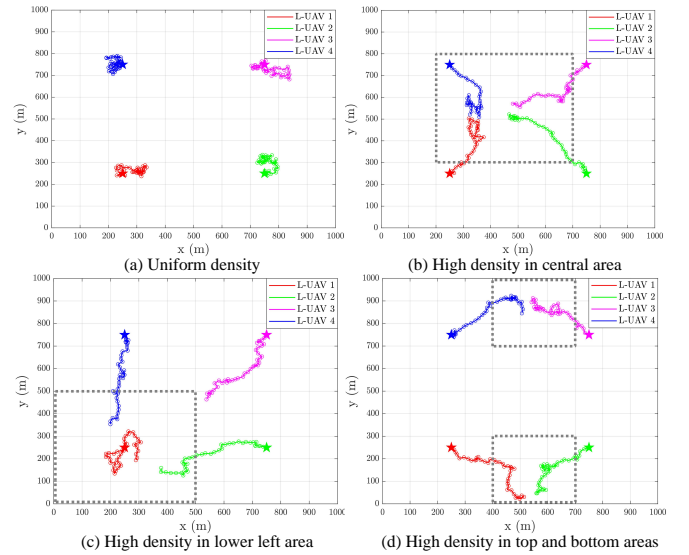 1000
900
800
700
600
500
400
300
200
100
0
y (m)
L-UAV 1
L-UAV 2
L-UAV 3
L-UAV 4
0 100 200 300 400 500 600 700 800 900 1000
x (m)
(a) Uniform density
1000
900
800
700
600
500
400
300
200
100
0
y (m)
L-UAV 1
L-UAV 2
L-UAV 3
L-UAV 4
0 100 200 300 400 500 600 700 800 900 1000
x (m)
(b) High density in central area
1000
900
800
700
600
500
400
300
200
100
0
y (m)
L-UAV 1
L-UAV 2
L-UAV 3
L-UAV 4
0 100 200 300 400 500 600 700 800 900 1000
x (m)
(c) High density in lower left area
1000
900
800
700
600
500
400
300
200
100
0
y (m)
L-UAV 1
L-UAV 2
L-UAV 3
L-UAV 4
0 100 200 300 400 500 600 700 800 900 1000
x (m)
(d) High density in top and bottom areas